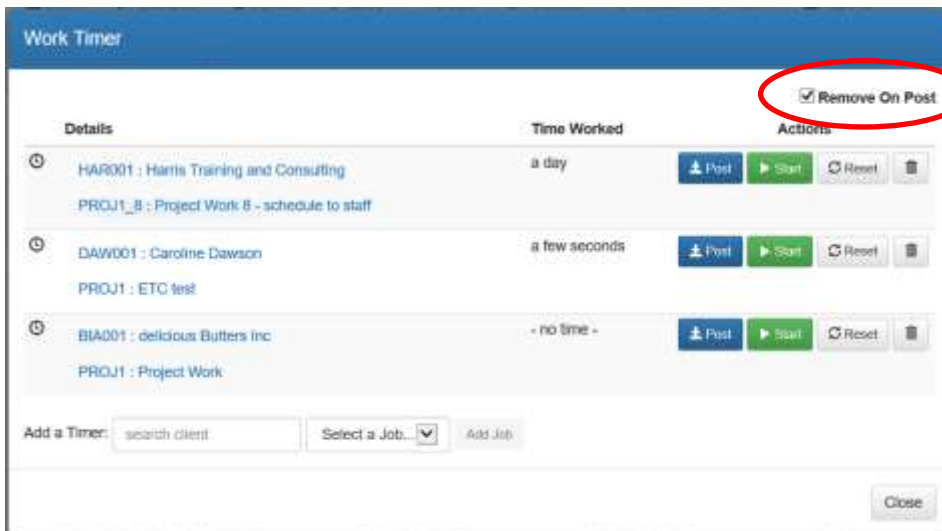 Work Timer
Remove On Post
Details Time Worked Actions
HAR001 : Harris Training and Consulting a day Post Start Reset
PROJ1_8 : Project Work 8 - schedule to staff
DAW001 : Caroline Dawson a few seconds Post Start Reset
PROJ1 : ETC test
BIA001 : delicious Butters Inc - no time - Post Start Reset
PROJ1 : Project Work
Add a Timer: search client Select a Job... Add Job
Close